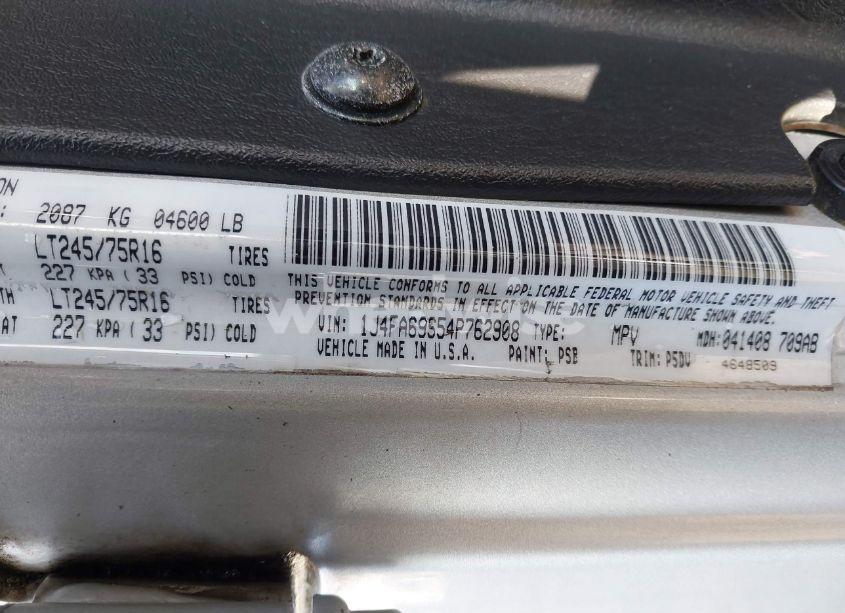 ON
: 2087 KG 04600 LB
LT245/75R16 TIRES
T 227 KPA ( 33 PSI) COLD
TH LT245/75R16 TIRES
AT 227 KPA ( 33 PSI) COLD
THIS VEHICLE CONFORMS TO ALL APPLICABLE FEDERAL MOTOR VEHICLE SAFETY AND THEFT
PREVENTION STANDARDS IN EFFECT ON THE DATE OF MANUFACTURE SHOWN ABOVE.
VIN: 1J4FA69S54P762908 TYPE: MPV MDH: 041408 709AB
VEHICLE MADE IN U.S.A. PAINT: PSB TRIM: P5DV
4648509